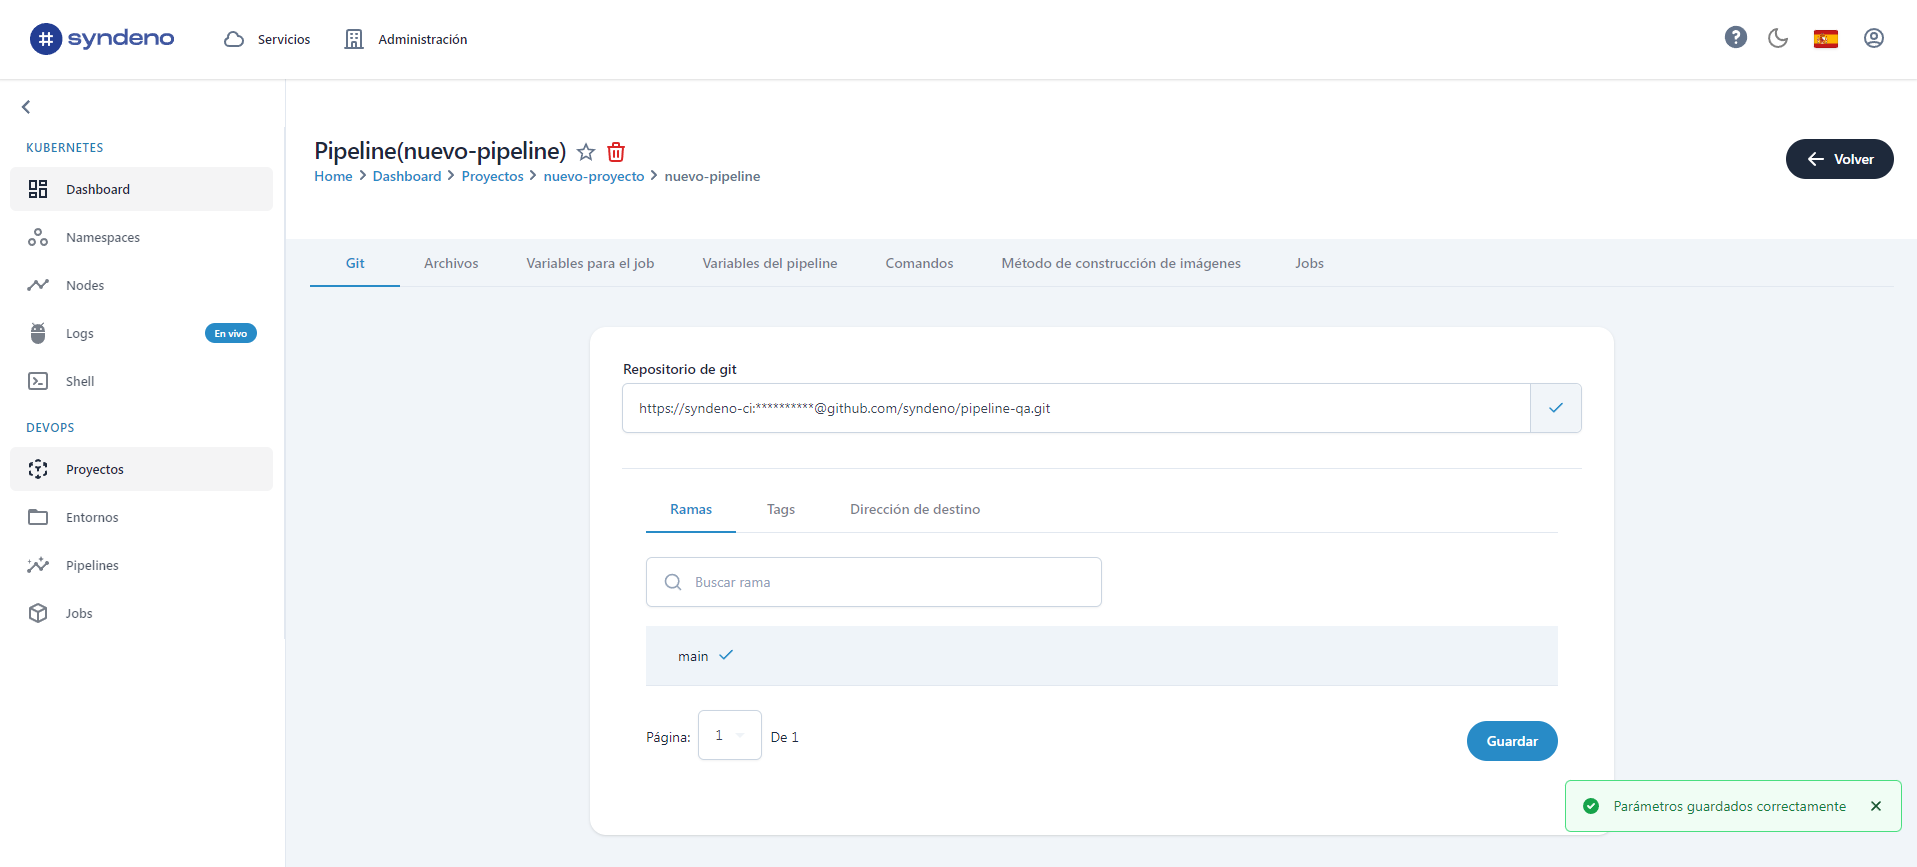 # syndeno
Servicios
Administración
?
KUBERNETES
Dashboard
Namespaces
Nodes
Logs
En vivo
Shell
DEVOPS
Proyectos
Entornos
Pipelines
Jobs
Pipeline(nuevo-pipeline)
Home > Dashboard > Proyectos > nuevo-proyecto > nuevo-pipeline
Volver
Git
Archivos
Variables para el job
Variables del pipeline
Comandos
Método de construcción de imágenes
Jobs
Repositorio de git
https://syndeno-ci:**********@github.com/syndeno/pipeline-qa.git
Ramas
Tags
Dirección de destino
Buscar rama
main
Página: 1 De 1
Guardar
Parámetros guardados correctamente